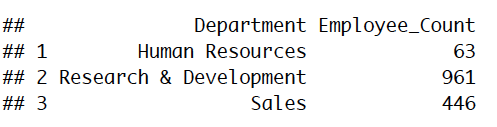 ##               Department Employee_Count
## 1        Human Resources             63
## 2 Research & Development            961
## 3                  Sales            446